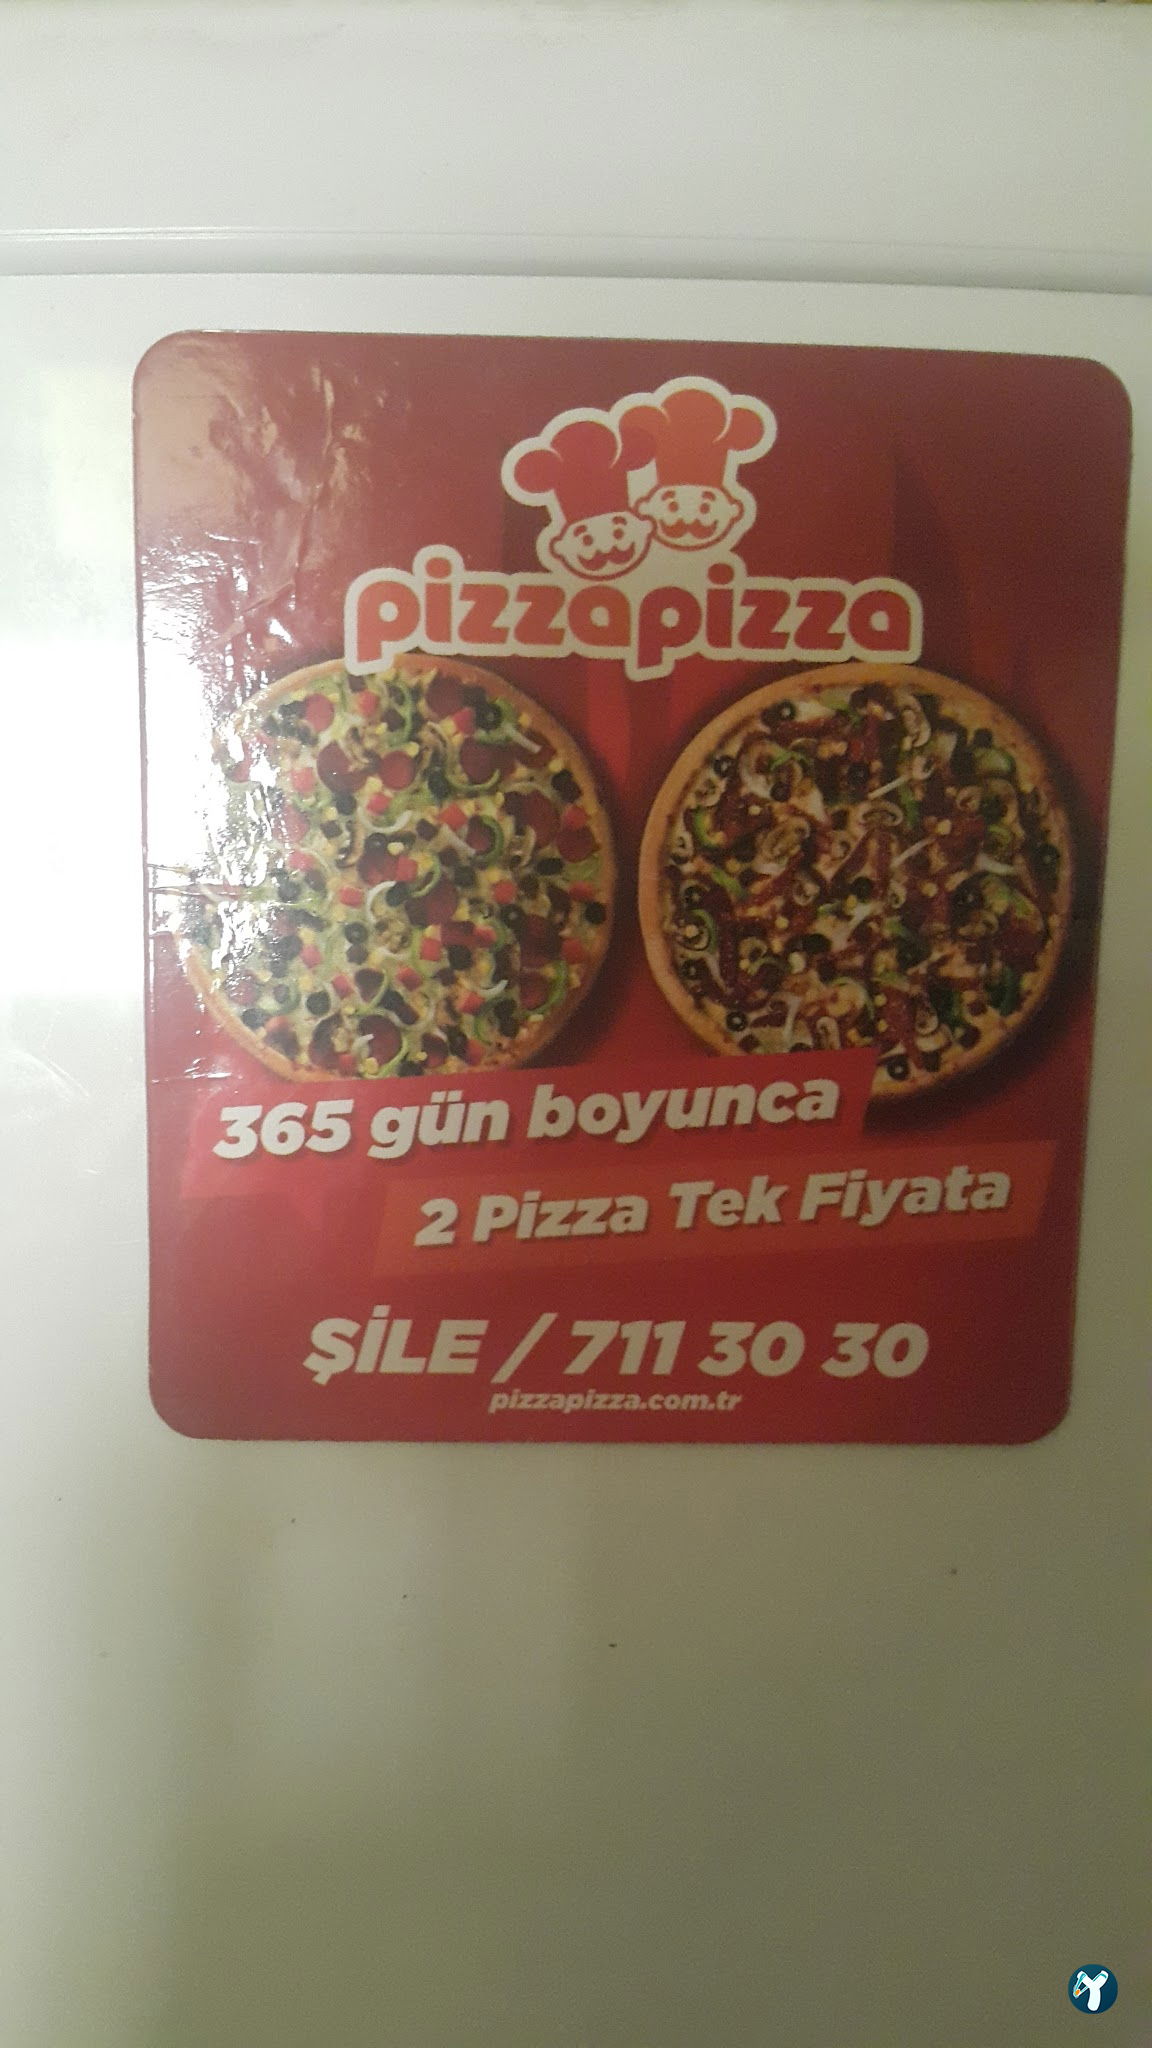 pizzapizza
365 gün boyunca
2 Pizza Tek Fiyata
ŞİLE / 711 30 30
pizzapizza.com.tr